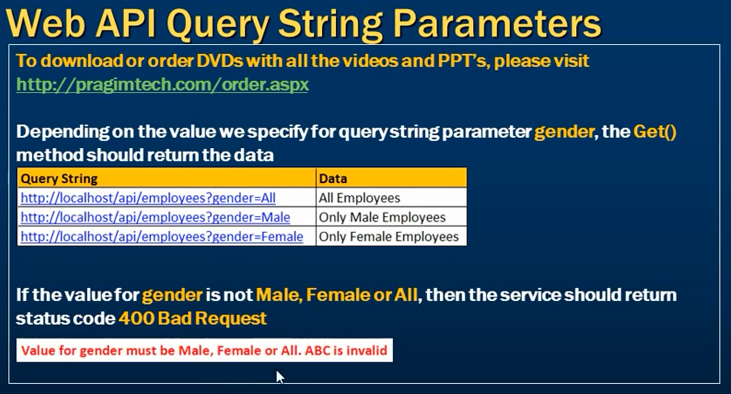 Web API Query String Parameters
To download or order DVDs with all the videos and PPT's, please visit
http://pragimtech.com/order.aspx
Depending on the value we specify for query string parameter gender, the Get()
method should return the data
Query String Data
http://localhost/api/employees?gender=All All Employees
http://localhost/api/employees?gender=Male Only Male Employees
http://localhost/api/employees?gender=Female Only Female Employees
If the value for gender is not Male, Female or All, then the service should return
status code 400 Bad Request
Value for gender must be Male, Female or All. ABC is invalid